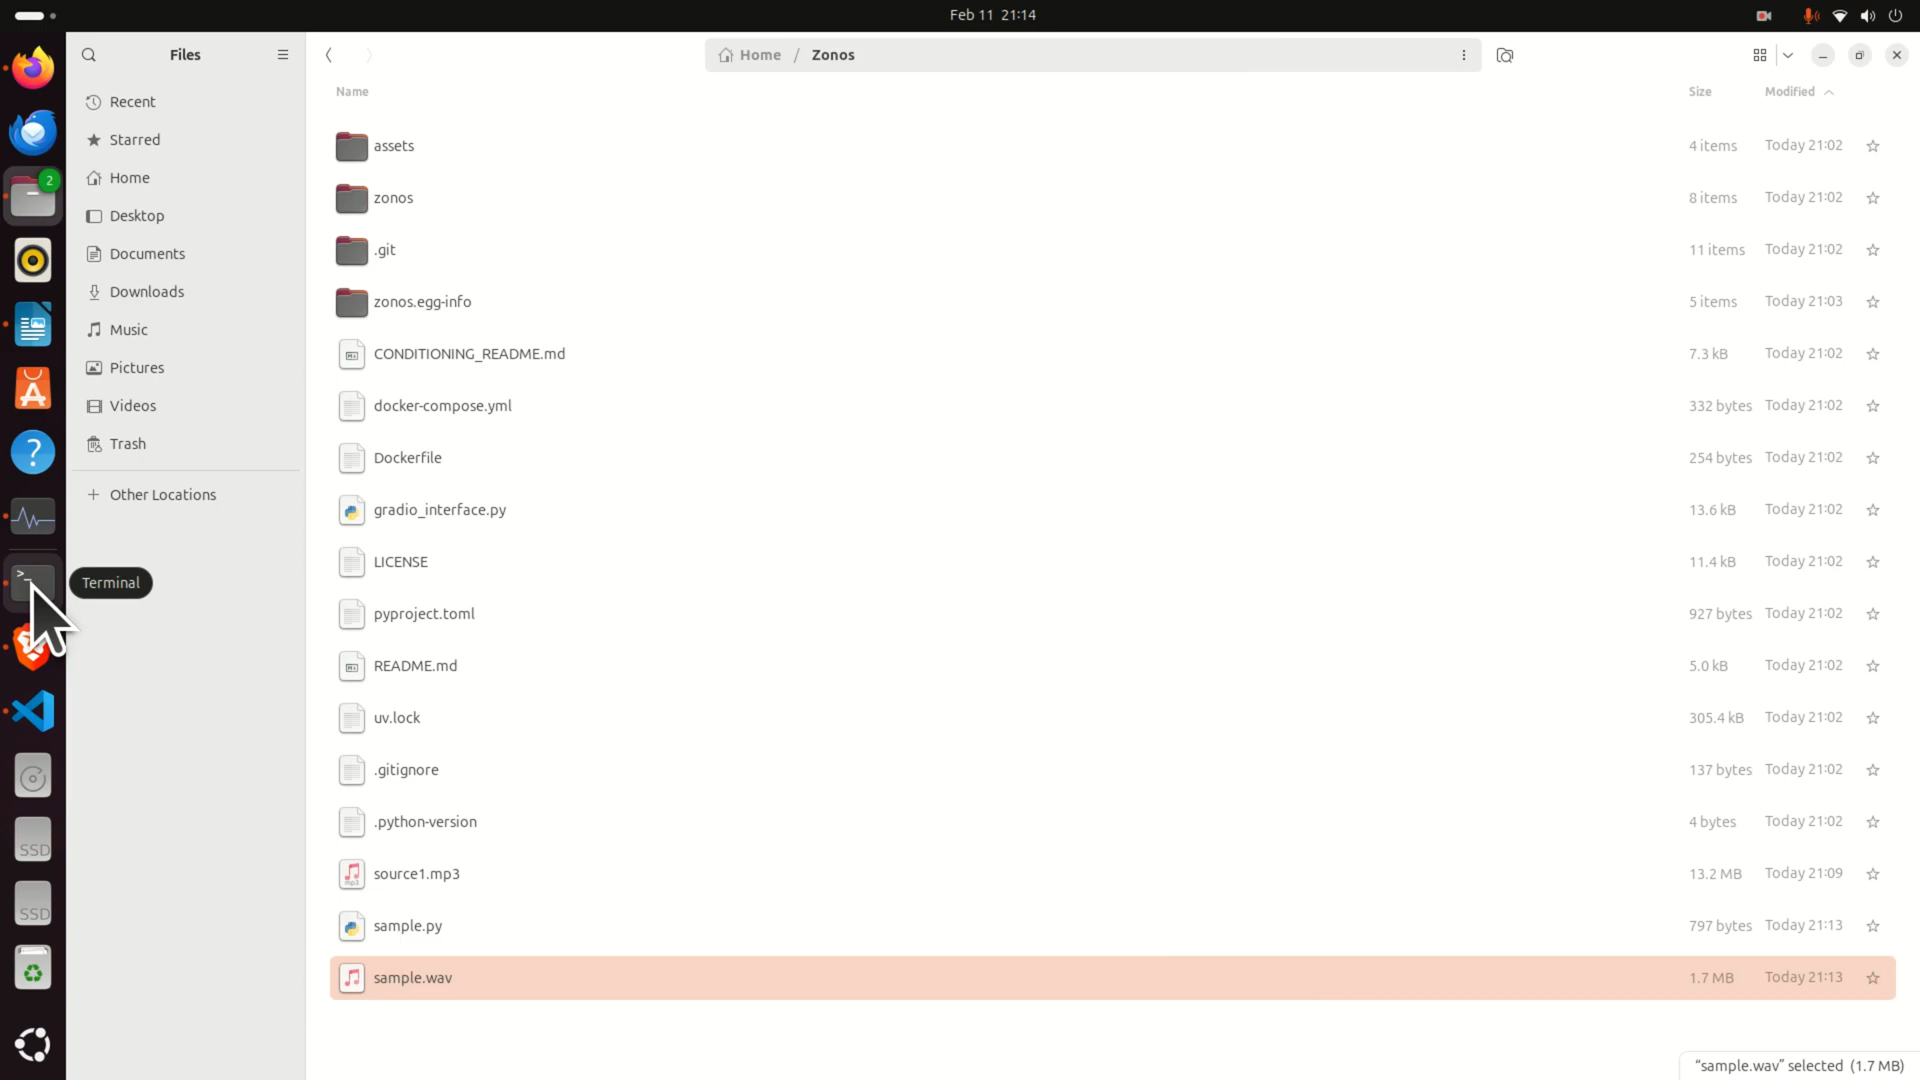 Feb 11 21:14
Files
Home / Zonos
Recent
Starred
Home
Desktop
Documents
Downloads
Music
Pictures
Videos
Trash
Other Locations
2
>_
Terminal
SSD
SSD
Name Size Modified
assets 4 items Today 21:02
zonos 8 items Today 21:02
.git 11 items Today 21:02
zonos.egg-info 5 items Today 21:03
CONDITIONING_README.md 7.3 kB Today 21:02
docker-compose.yml 332 bytes Today 21:02
Dockerfile 254 bytes Today 21:02
gradio_interface.py 13.6 kB Today 21:02
LICENSE 11.4 kB Today 21:02
pyproject.toml 927 bytes Today 21:02
README.md 5.0 kB Today 21:02
uv.lock 305.4 kB Today 21:02
.gitignore 137 bytes Today 21:02
.python-version 4 bytes Today 21:02
source1.mp3 13.2 MB Today 21:09
sample.py 797 bytes Today 21:13
sample.wav 1.7 MB Today 21:13
“sample.wav” selected (1.7 MB)